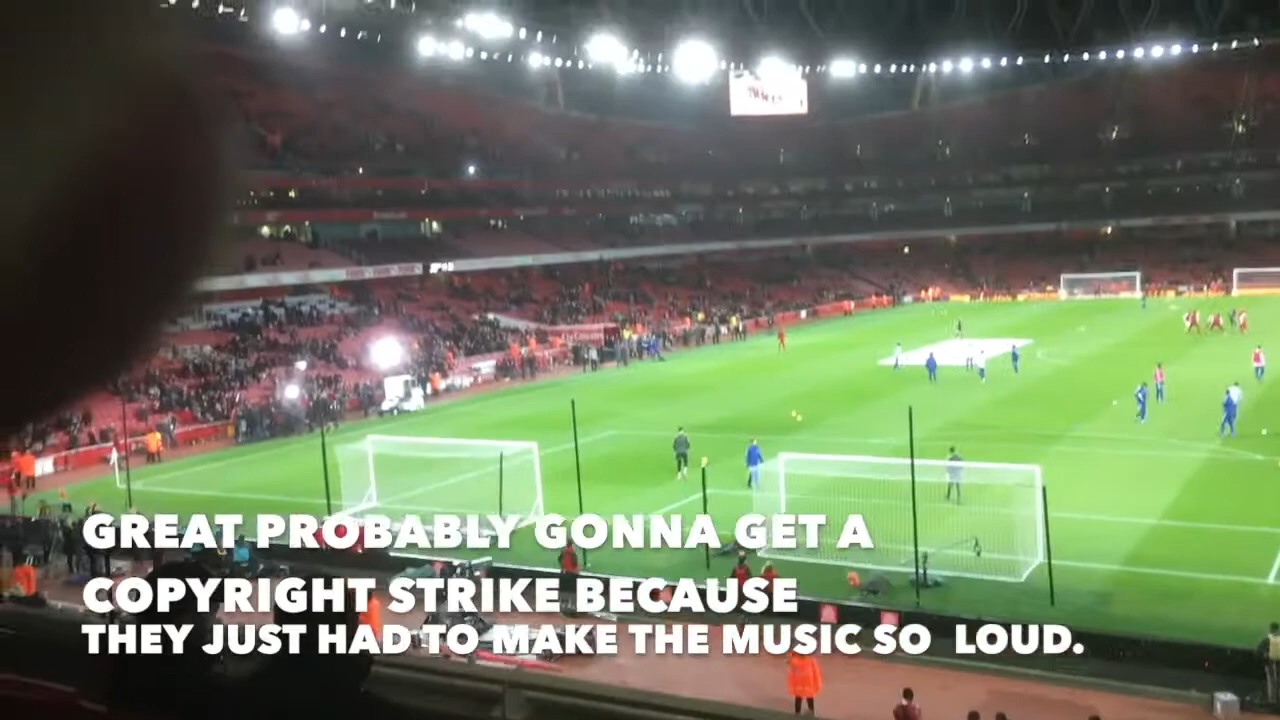 GREAT PROBABLY GONNA GET A
COPYRIGHT STRIKE BECAUSE
THEY JUST HAD TO MAKE THE MUSIC SO LOUD.